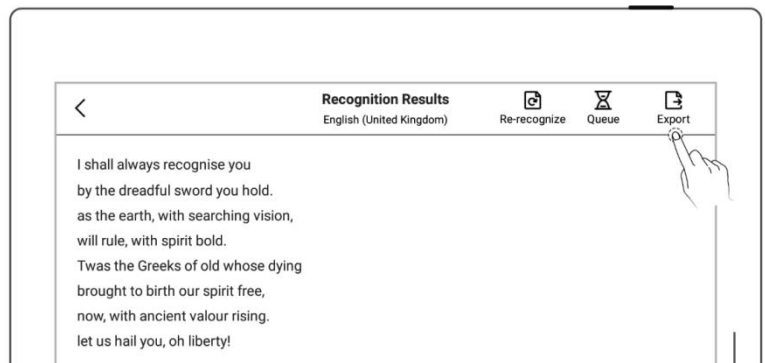 Recognition Results
English (United Kingdom)
Re-recognize
Queue
Export
I shall always recognise you
by the dreadful sword you hold.
as the earth, with searching vision,
will rule, with spirit bold.
Twas the Greeks of old whose dying
brought to birth our spirit free,
now, with ancient valour rising.
let us hail you, oh liberty!